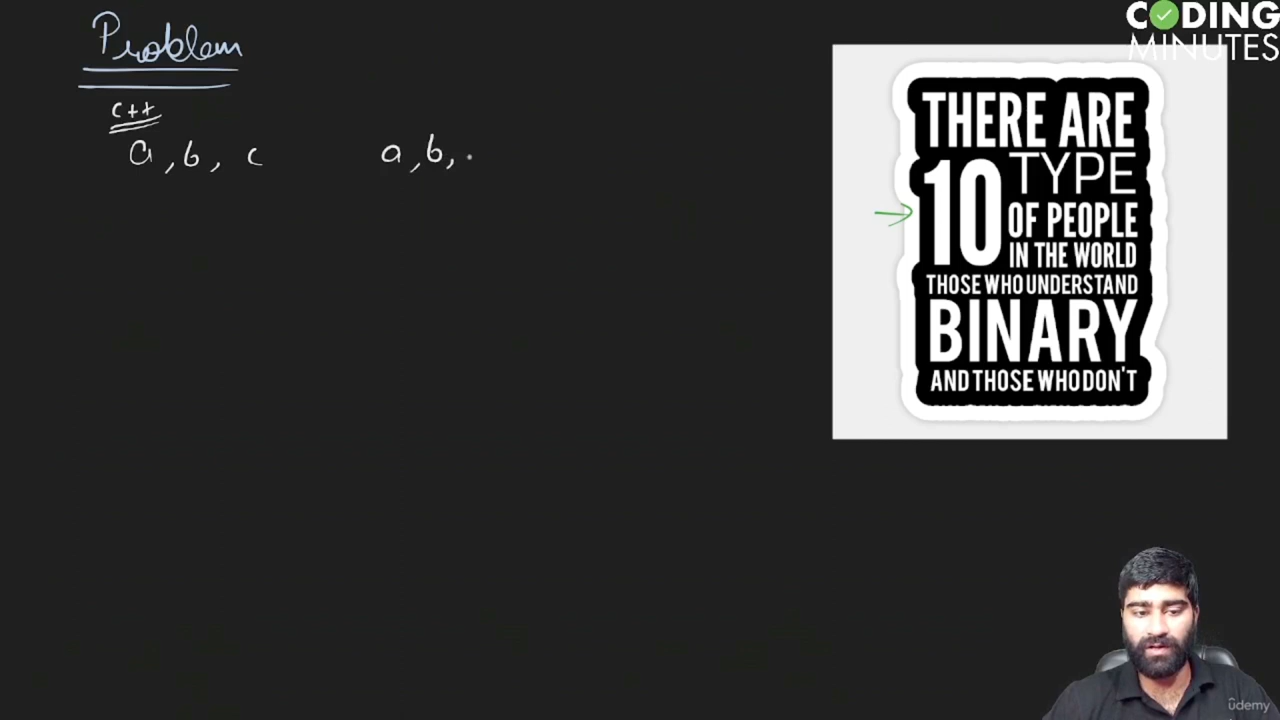 Problem
c++
a, b, c
a, b,
CODING
MINUTES
THERE ARE
10 TYPE
OF PEOPLE
IN THE WORLD
THOSE WHO UNDERSTAND
BINARY
AND THOSE WHO DON'T
ûdemy